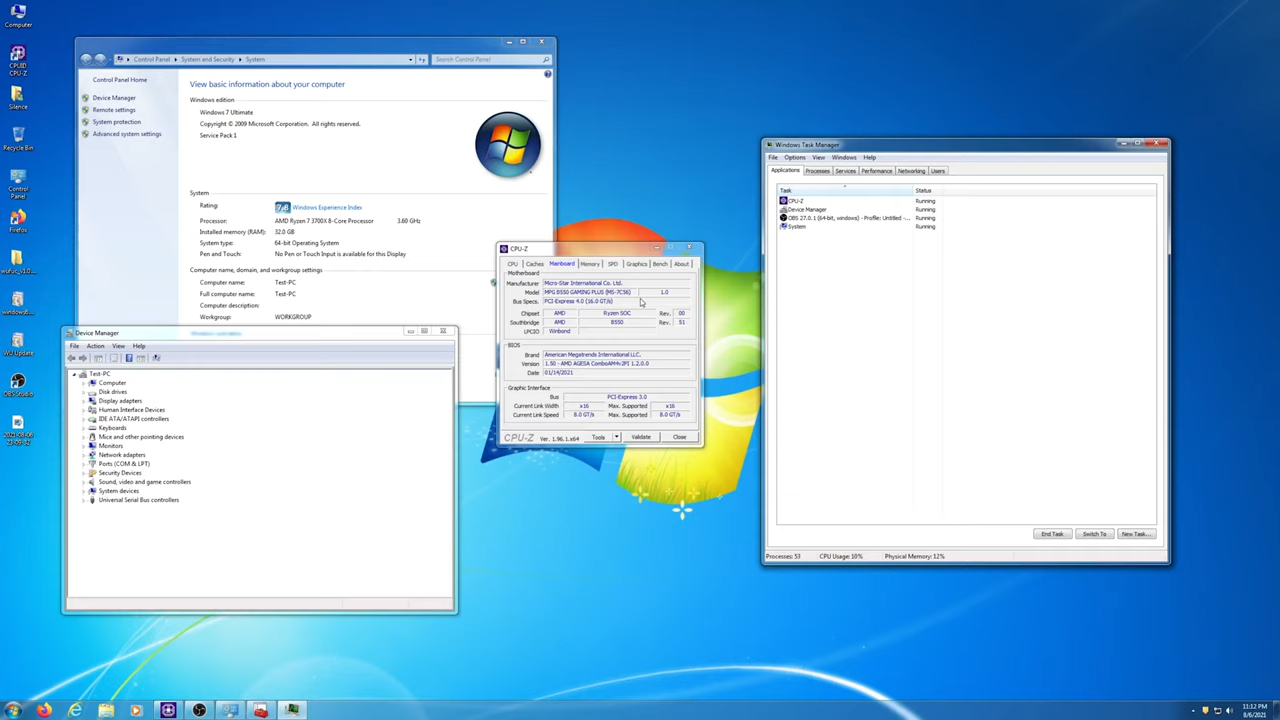 Computer
CPUID
CPU-Z
Silence
Recycle Bin
Control
Panel
Firefox
wufuc_v1.0...
windows6...
WU Update
OBS Studio
Control Panel
System and Security
System
Search Control Panel
Control Panel Home
Device Manager
Remote settings
System protection
Advanced system settings
View basic information about your computer
Windows edition
Windows 7 Ultimate
Copyright © 2009 Microsoft Corporation. All rights reserved.
Service Pack 1
System
Rating: 7,8 Windows Experience Index
Processor: AMD Ryzen 7 3700X 8-Core Processor 3.60 GHz
Installed memory (RAM): 32.0 GB
System type: 64-bit Operating System
Pen and Touch: No Pen or Touch Input is available for this Display
Computer name, domain, and workgroup settings
Computer name: Test-PC
Full computer name: Test-PC
Computer description:
Workgroup: WORKGROUP
Windows activation
Device Manager
File Action View Help
Test-PC
Computer
Disk drives
Display adapters
Human Interface Devices
IDE ATA/ATAPI controllers
Keyboards
Mice and other pointing devices
Monitors
Network adapters
Ports (COM & LPT)
Security Devices
Sound, video and game controllers
System devices
Universal Serial Bus controllers
CPU-Z
CPU Caches Mainboard Memory SPD Graphics Bench About
Motherboard
Manufacturer Micro-Star International Co. Ltd.
Model MPG B550 GAMING PLUS (MS-7C56) 1.0
Bus Specs. PCI-Express 4.0 (16.0 GT/s)
Chipset AMD Ryzen SOC Rev. 00
Southbridge AMD B550 Rev. 51
LPCIO Winbond
BIOS
Brand American Megatrends International LLC.
Version 1.50 - AMD AGESA ComboAM4v2PI 1.2.0.0
Date 01/14/2021
Graphic Interface
Bus PCI-Express 3.0
Current Link Width x16 Max. Supported x16
Current Link Speed 8.0 GT/s Max. Supported 8.0 GT/s
CPU-Z Ver. 1.96.1.x64 Tools Validate Close
Windows Task Manager
File Options View Windows Help
Applications Processes Services Performance Networking Users
Task Status
CPU-Z Running
Device Manager Running
OBS 27.0.1 (64-bit, windows) - Profile: Untitled -... Running
System Running
End Task Switch To New Task...
Processes: 53 CPU Usage: 10% Physical Memory: 12%
11:12 PM
8/6/2021